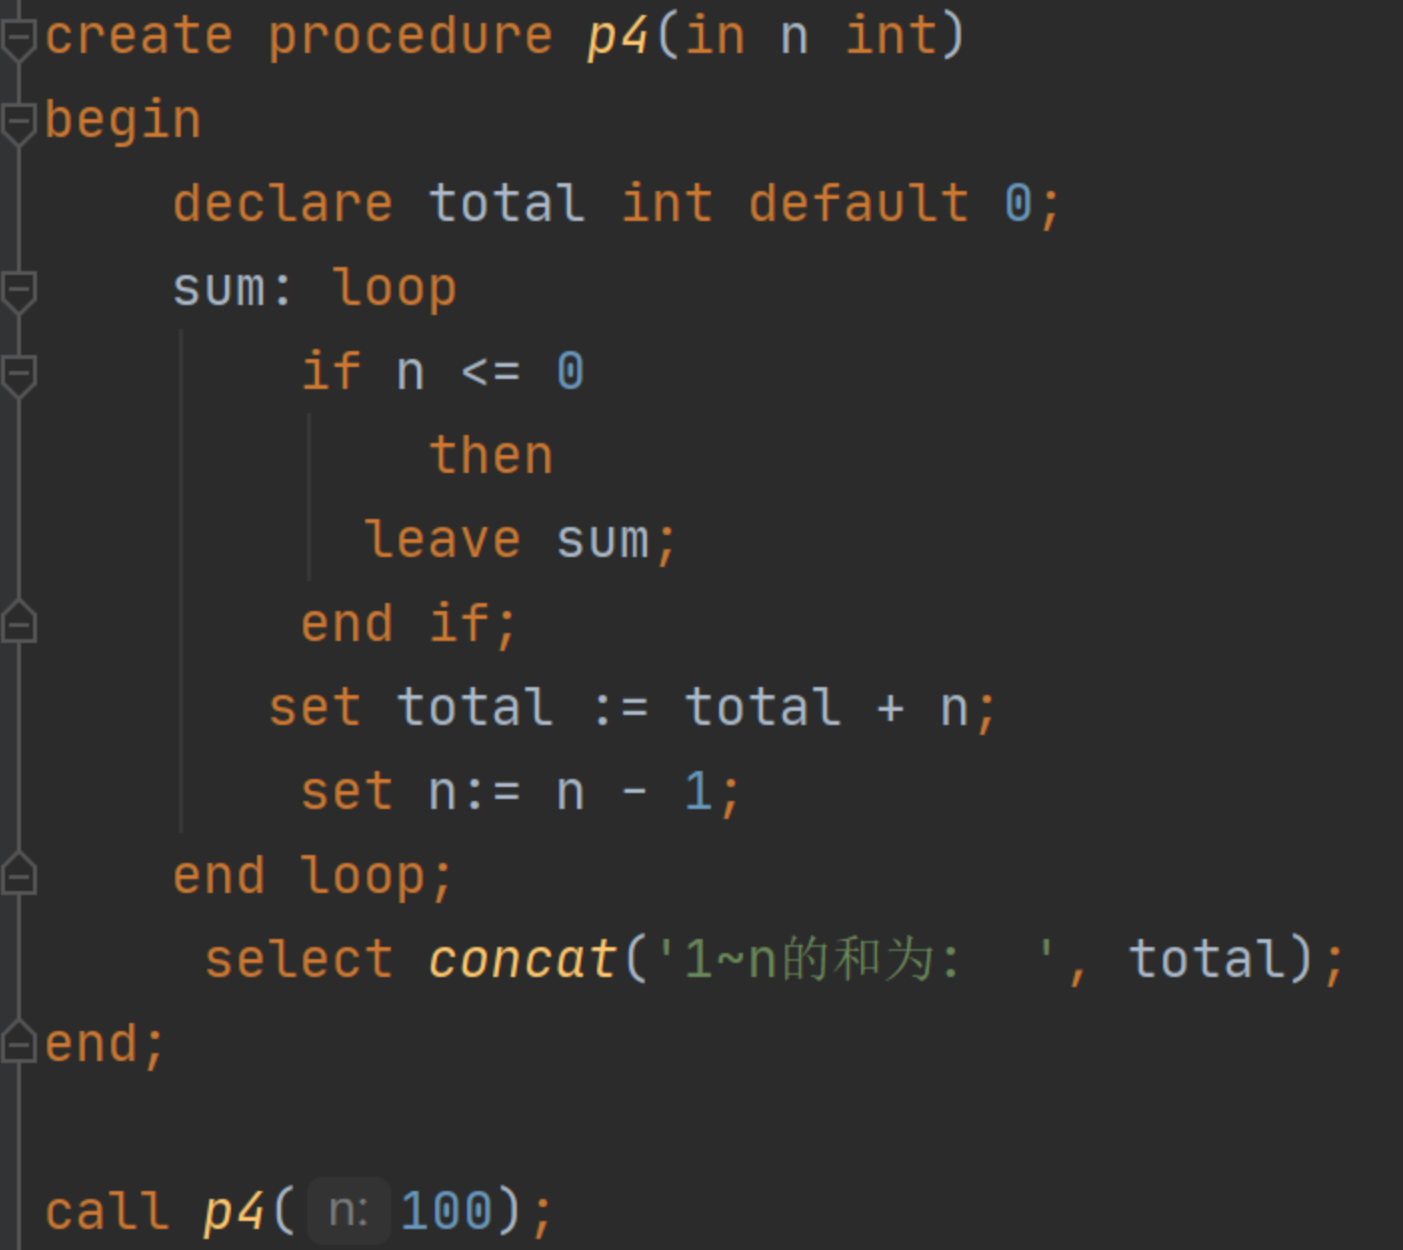 create procedure p4(in n int)
begin
    declare total int default 0;
    sum: loop
        if n <= 0
            then
          leave sum;
        end if;
       set total := total + n;
        set n:= n - 1;
    end loop;
     select concat('1~n的和为：  ', total);
end;

call p4( n: 100);